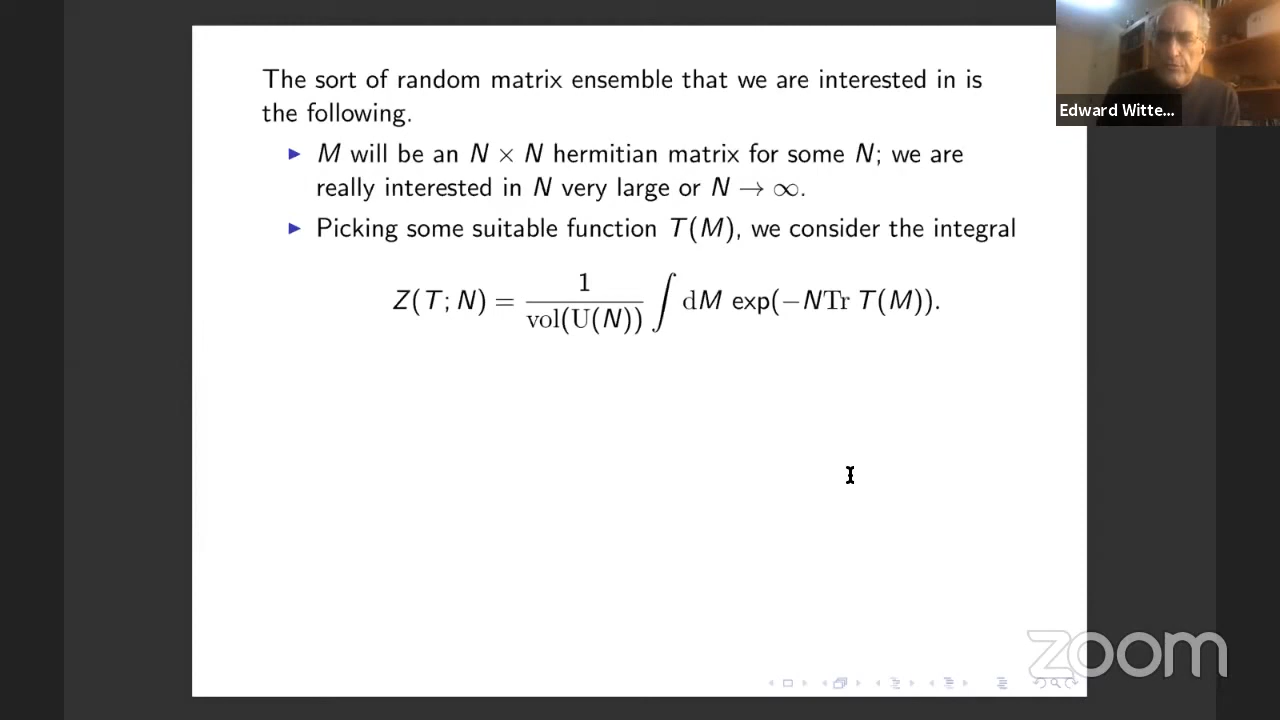 The sort of random matrix ensemble that we are interested in is
the following.
▶ M will be an N × N hermitian matrix for some N; we are
really interested in N very large or N → ∞.
▶ Picking some suitable function T(M), we consider the integral
Z(T; N) = 1/vol(U(N)) ∫ dM exp(−NTr T(M)).
Edward Witte...
zoom